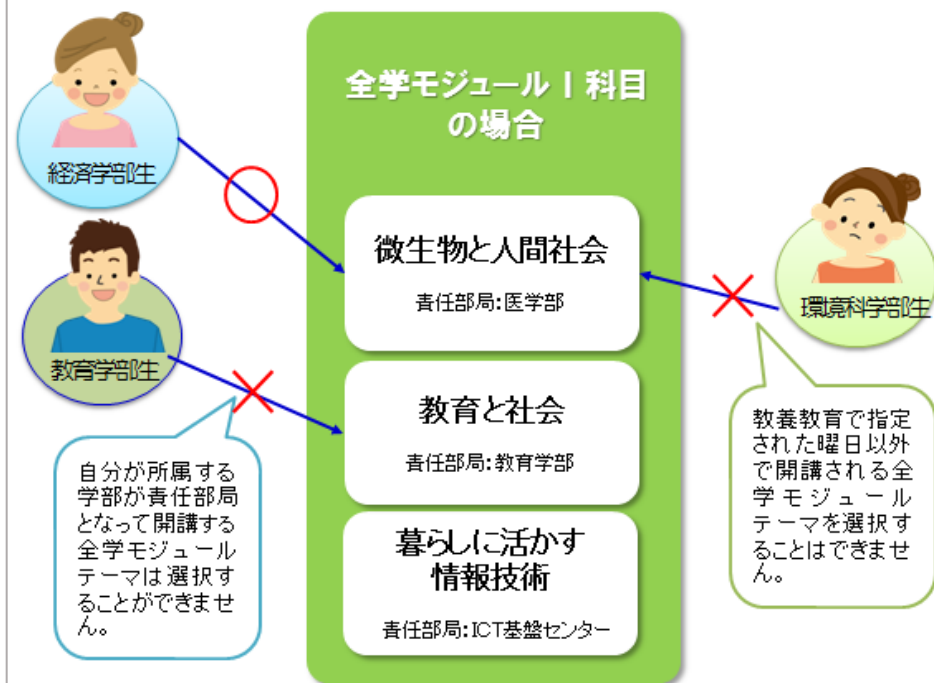 全学モジュールⅠ科目
の場合
経済学部生
教育学部生
環境科学部生
微生物と人間社会
責任部局:医学部
教育と社会
責任部局:教育学部
暮らしに活かす
情報技術
責任部局:ICT基盤センター
自分が所属する
学部が責任部局
となって開講する
全学モジュール
テーマは選択す
ることができませ
ん。
教養教育で指定
された曜日以外
で開講される全
学モジュール
テーマを選択す
ることはできませ
ん。